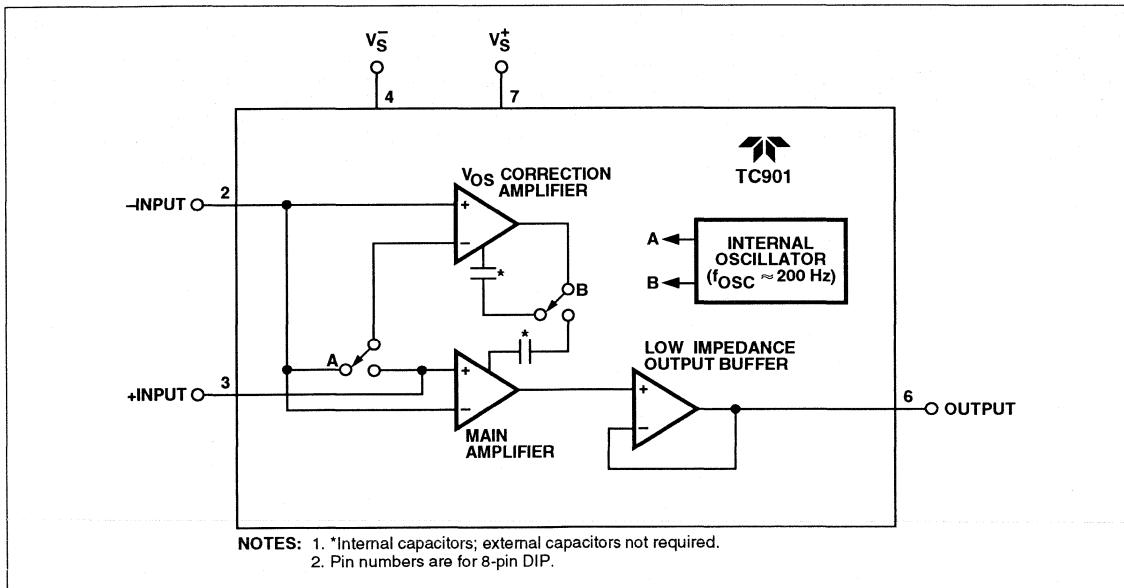 V_S^- V_S^+
4 7
TC901
V_OS CORRECTION
AMPLIFIER
2
–INPUT
+
–
A
B
INTERNAL
OSCILLATOR
(f_OSC ≈ 200 Hz)
*
B
*
A
LOW IMPEDANCE
OUTPUT BUFFER
3
+INPUT
+
–
+
–
6
OUTPUT
MAIN
AMPLIFIER
NOTES: 1. *Internal capacitors; external capacitors not required.
2. Pin numbers are for 8-pin DIP.